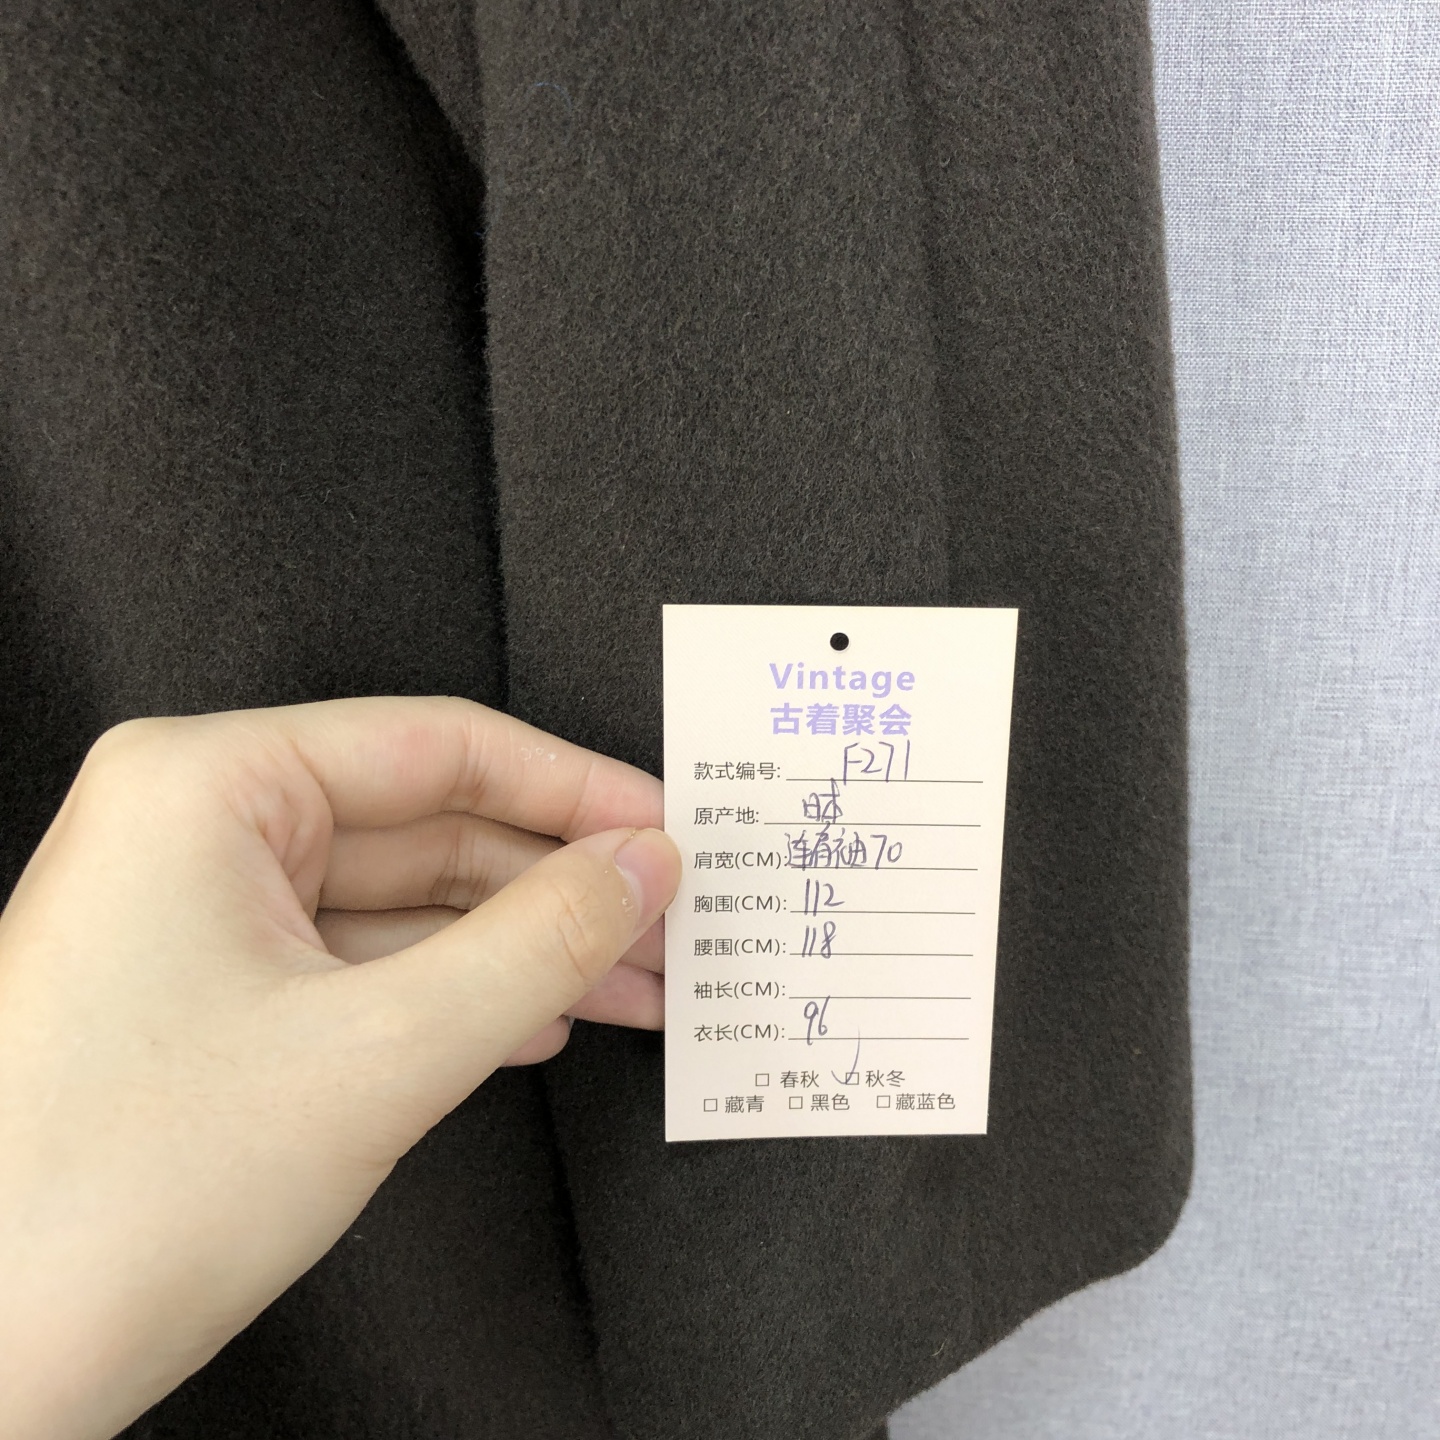 Vintage
古着聚会
款式编号: F271
原产地: 日本
肩宽(CM): 连肩袖70
胸围(CM): 112
腰围(CM): 118
袖长(CM):
衣长(CM): 96
□ 春秋 ☑ 秋冬
□ 藏青 □ 黑色 □ 藏蓝色